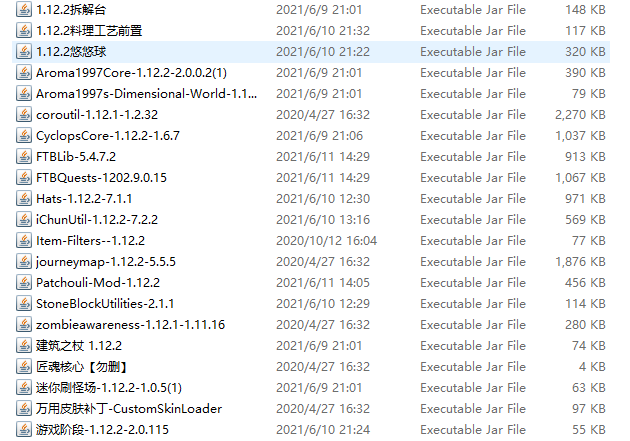 1.12.2拆解台 2021/6/9 21:01 Executable Jar File 148 KB
1.12.2料理工艺前置 2021/6/10 21:32 Executable Jar File 117 KB
1.12.2悠悠球 2021/6/10 21:22 Executable Jar File 320 KB
Aroma1997Core-1.12.2-2.0.0.2(1) 2021/6/9 21:01 Executable Jar File 390 KB
Aroma1997s-Dimensional-World-1.1... 2021/6/9 21:01 Executable Jar File 79 KB
coroutil-1.12.1-1.2.32 2020/4/27 16:32 Executable Jar File 2,270 KB
CyclopsCore-1.12.2-1.6.7 2021/6/9 21:06 Executable Jar File 1,037 KB
FTBLib-5.4.7.2 2021/6/11 14:29 Executable Jar File 913 KB
FTBQuests-1202.9.0.15 2021/6/11 14:29 Executable Jar File 1,067 KB
Hats-1.12.2-7.1.1 2021/6/10 12:30 Executable Jar File 971 KB
iChunUtil-1.12.2-7.2.2 2021/6/10 13:16 Executable Jar File 569 KB
Item-Filters--1.12.2 2020/10/12 16:04 Executable Jar File 77 KB
journeymap-1.12.2-5.5.5 2020/4/27 16:32 Executable Jar File 1,876 KB
Patchouli-Mod-1.12.2 2021/6/11 14:05 Executable Jar File 456 KB
StoneBlockUtilities-2.1.1 2021/6/10 12:29 Executable Jar File 114 KB
zombieawareness-1.12.1-1.11.16 2020/4/27 16:32 Executable Jar File 280 KB
建筑之杖 1.12.2 2021/6/9 21:01 Executable Jar File 74 KB
匠魂核心【勿删】 2020/4/27 16:32 Executable Jar File 4 KB
迷你刷怪场-1.12.2-1.0.5(1) 2021/6/9 21:01 Executable Jar File 63 KB
万用皮肤补丁-CustomSkinLoader 2020/4/27 16:32 Executable Jar File 97 KB
游戏阶段-1.12.2-2.0.115 2021/6/10 21:24 Executable Jar File 55 KB